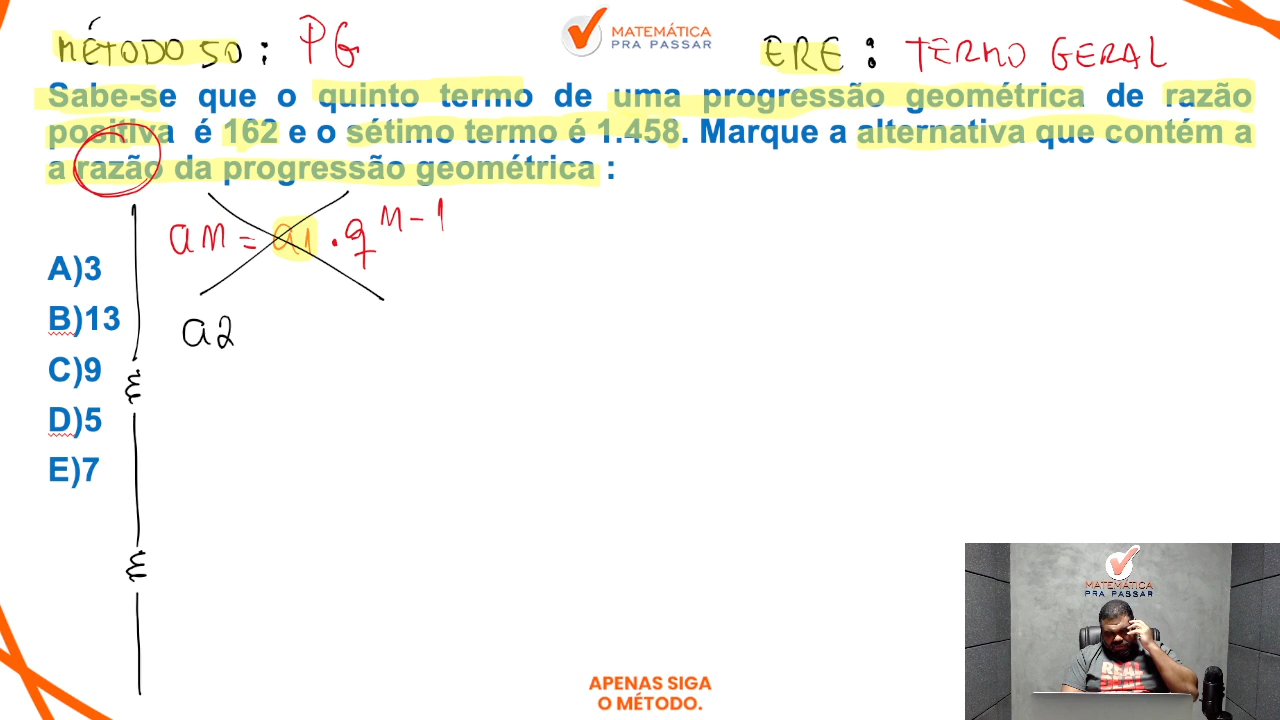 MÉTODO 50: PG
MATEMÁTICA
PRA PASSAR
ERE: TERMO GERAL
Sabe-se que o quinto termo de uma progressão geométrica de razão
positiva é 162 e o sétimo termo é 1.458. Marque a alternativa que contém a
a razão da progressão geométrica :
an = a1 . q^n-1
A)3
B)13
a2
C)9
D)5
E)7
MATEMÁTICA
PRA PASSAR
REAL
DEAL
APENAS SIGA
O MÉTODO.